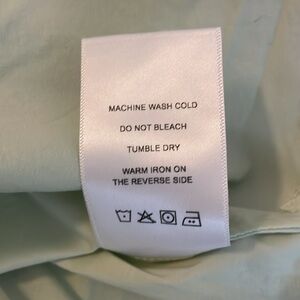 MACHINE WASH COLD
DO NOT BLEACH
TUMBLE DRY
WARM IRON ON
THE REVERSE SIDE